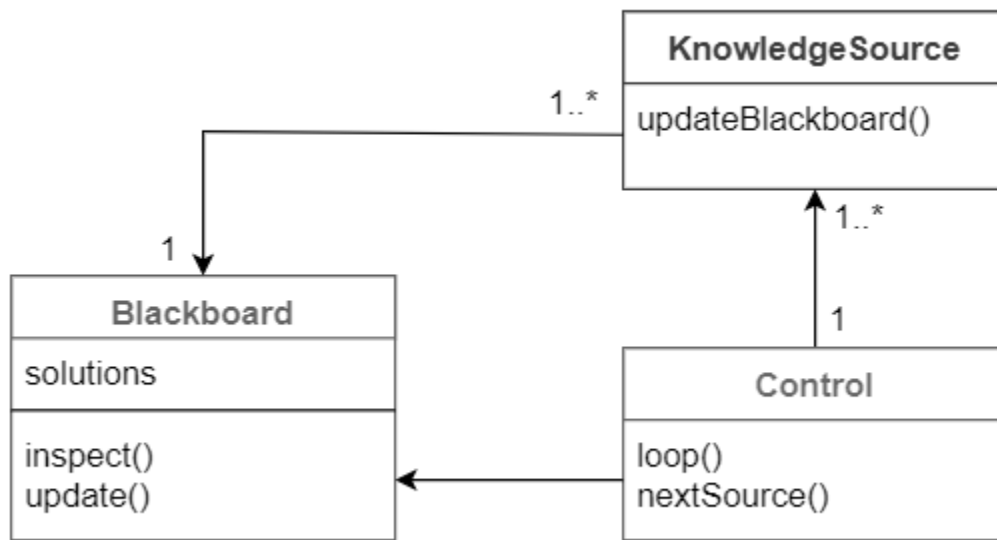 KnowledgeSource
updateBlackboard()
1..*
1..*
1
1
Blackboard
solutions
inspect()
update()
Control
loop()
nextSource()